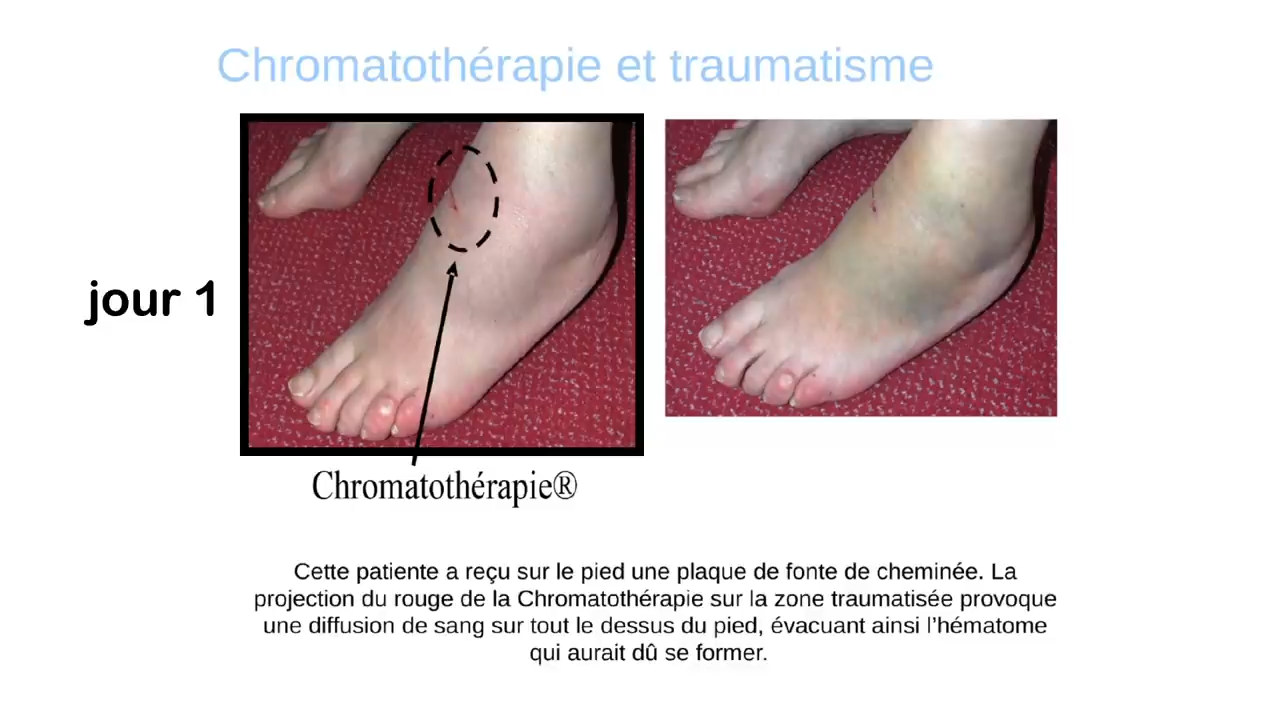 Chromatothérapie et traumatisme
jour 1
Chromatothérapie®
Cette patiente a reçu sur le pied une plaque de fonte de cheminée. La
projection du rouge de la Chromatothérapie sur la zone traumatisée provoque
une diffusion de sang sur tout le dessus du pied, évacuant ainsi l’hématome
qui aurait dû se former.